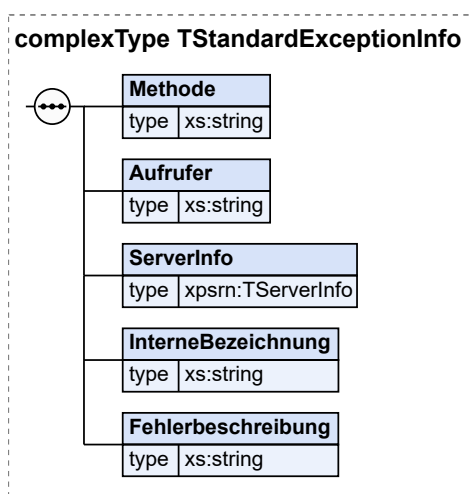 complexType TStandardExceptionInfo
Methode
type xs:string
Aufrufer
type xs:string
ServerInfo
type xpsrn:TServerInfo
InterneBezeichnung
type xs:string
Fehlerbeschreibung
type xs:string